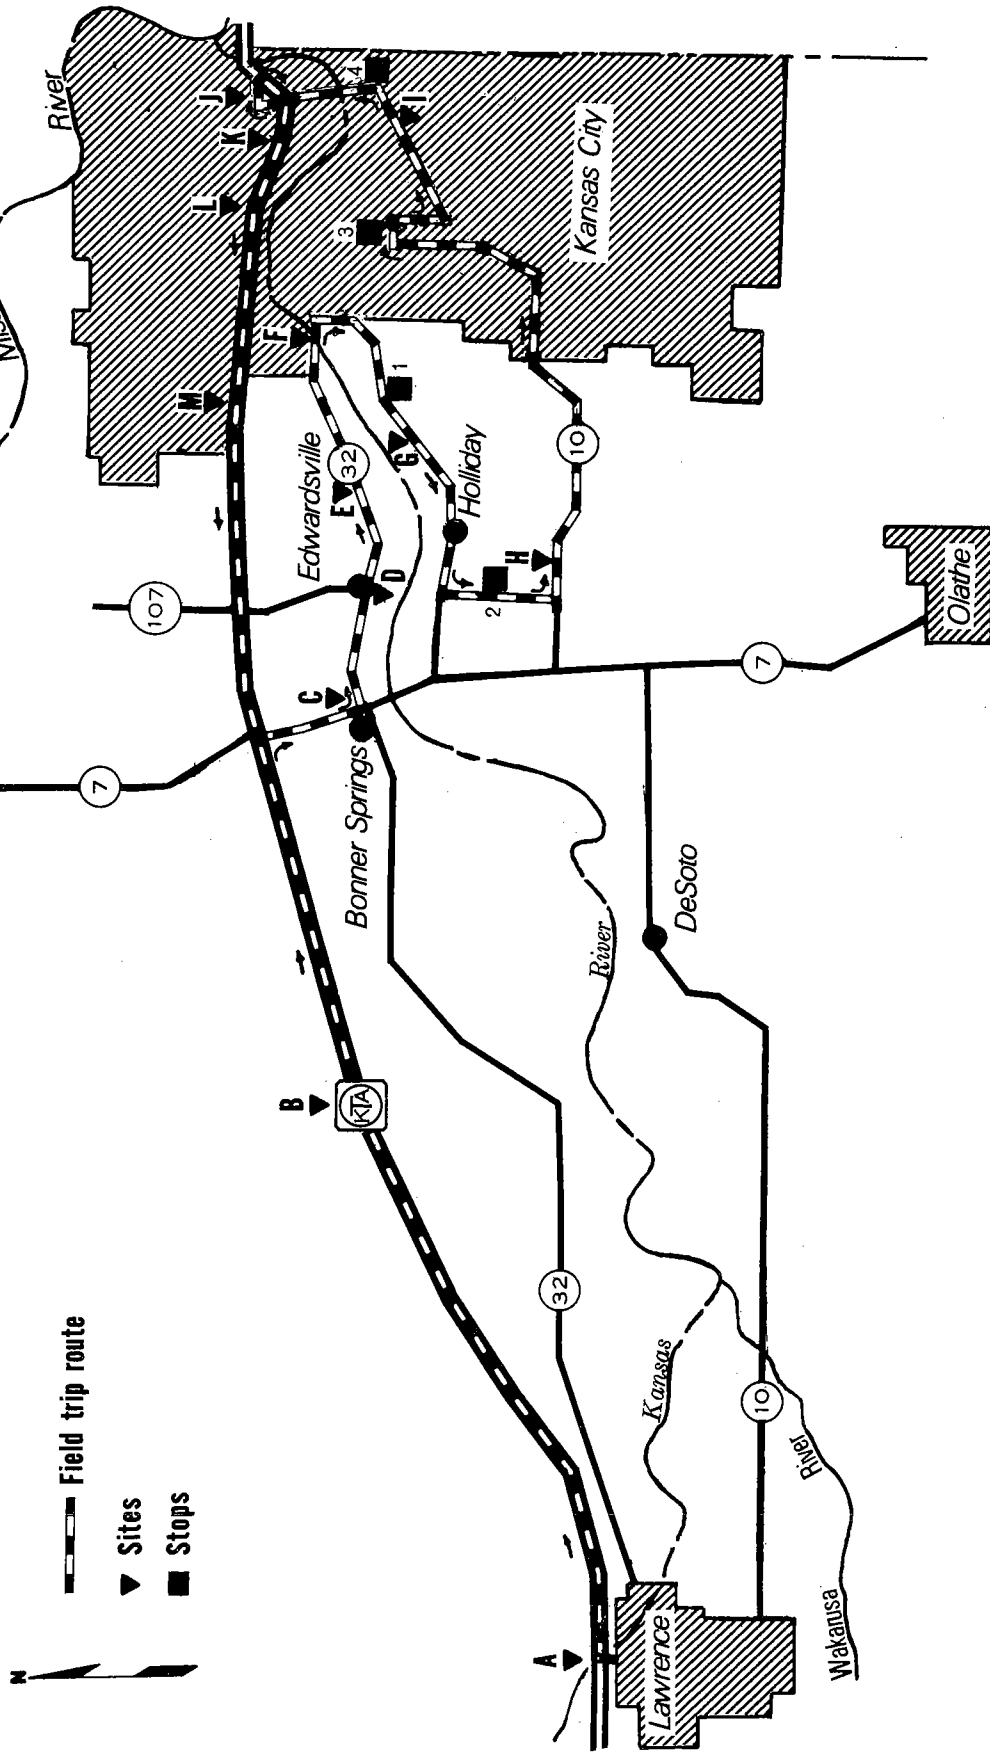 N
Field trip route
Sites
Stops
River
J
K
L
M
F
4
I
3
Kansas City
1
G
Edwardsville
32
E
D
Holliday
10
H
2
107
C
7
Bonner Springs
7
Olathe
River
DeSoto
B
KTA
32
Kansas
10
River
Wakarusa
A
Lawrence